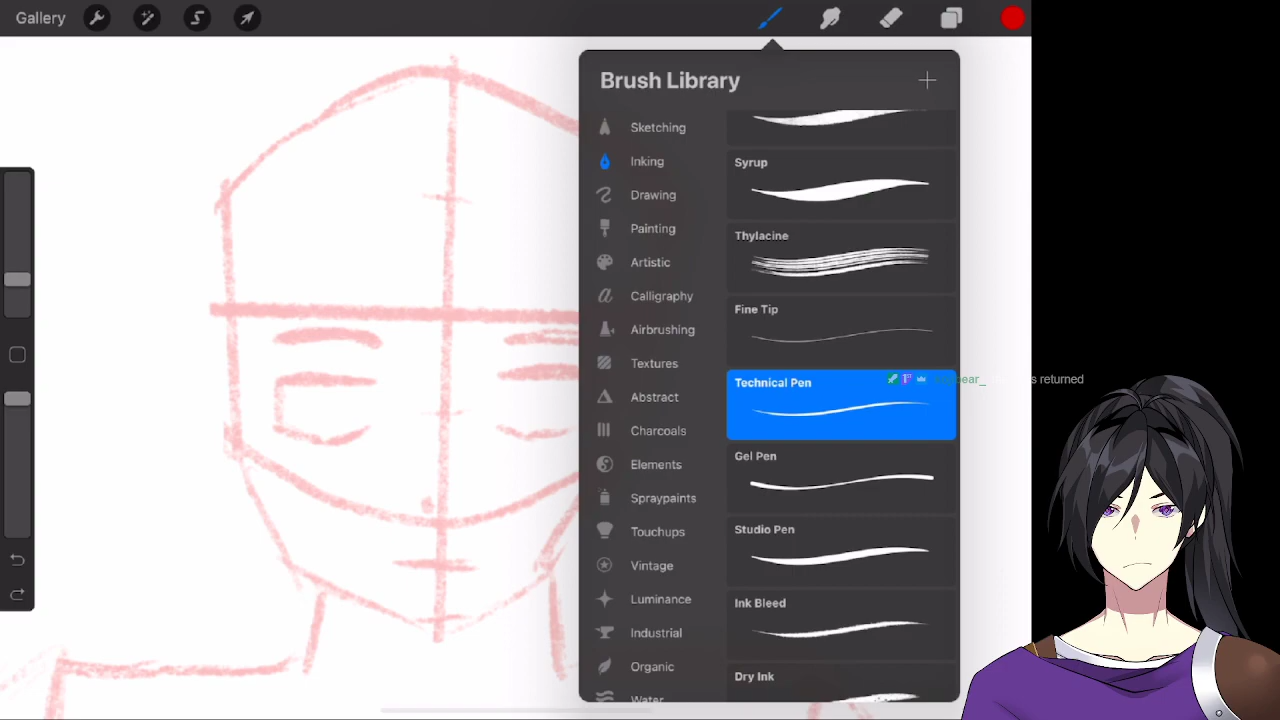 Gallery
Brush Library
Sketching
Inking
Drawing
Painting
Artistic
Calligraphy
Airbrushing
Textures
Abstract
Charcoals
Elements
Spraypaints
Touchups
Vintage
Luminance
Industrial
Organic
Water
Syrup
Thylacine
Fine Tip
Technical Pen
returned
Gel Pen
Studio Pen
Ink Bleed
Dry Ink